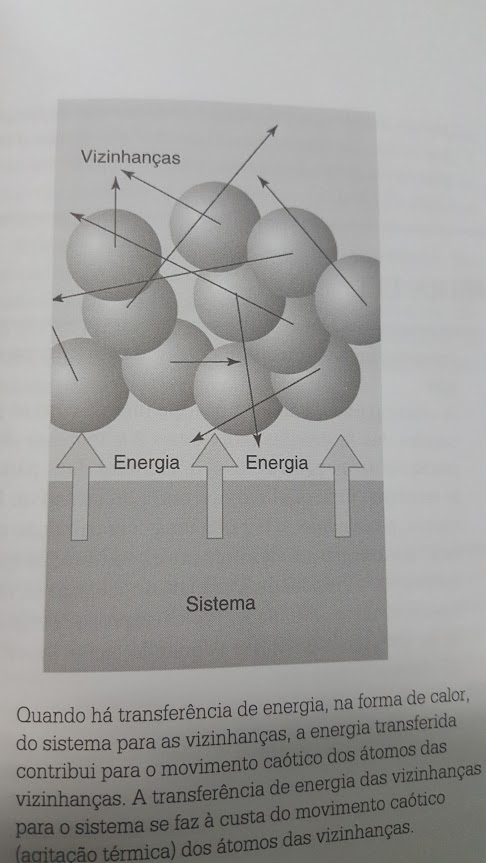 Vizinhanças
Energia
Energia
Sistema
Quando há transferência de energia, na forma de calor,
do sistema para as vizinhanças, a energia transferida
contribui para o movimento caótico dos átomos das
vizinhanças. A transferência de energia das vizinhanças
para o sistema se faz à custa do movimento caótico
(agitação térmica) dos átomos das vizinhanças.